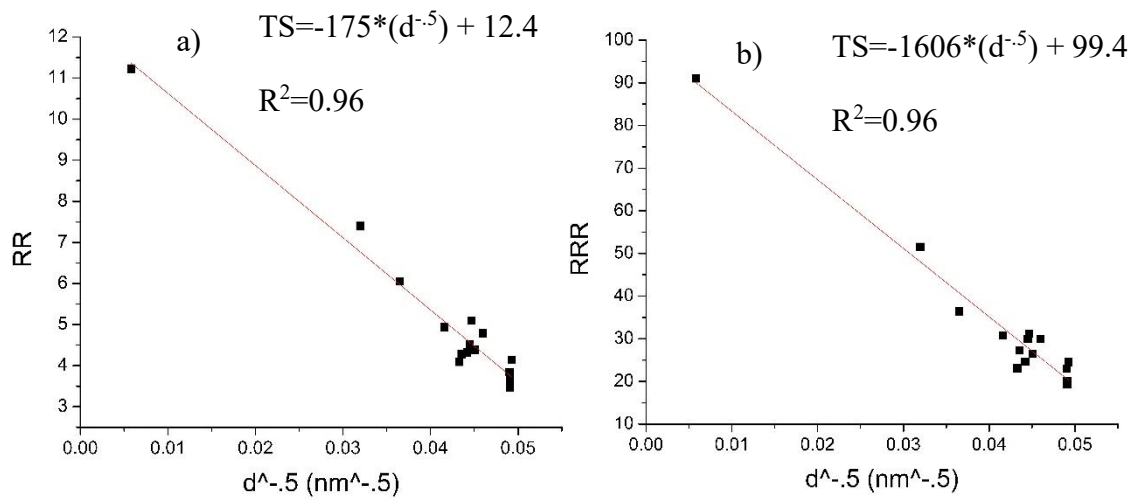 a)
TS=-175*(d⁻·⁵) + 12.4
R²=0.96
12
11
10
9
8
7
6
5
4
3
RR
0.00 0.01 0.02 0.03 0.04 0.05
d^-.5 (nm^-.5)
b)
TS=-1606*(d⁻·⁵) + 99.4
R²=0.96
100
90
80
70
60
50
40
30
20
10
RRR
0.00 0.01 0.02 0.03 0.04 0.05
d^-.5 (nm^-.5)